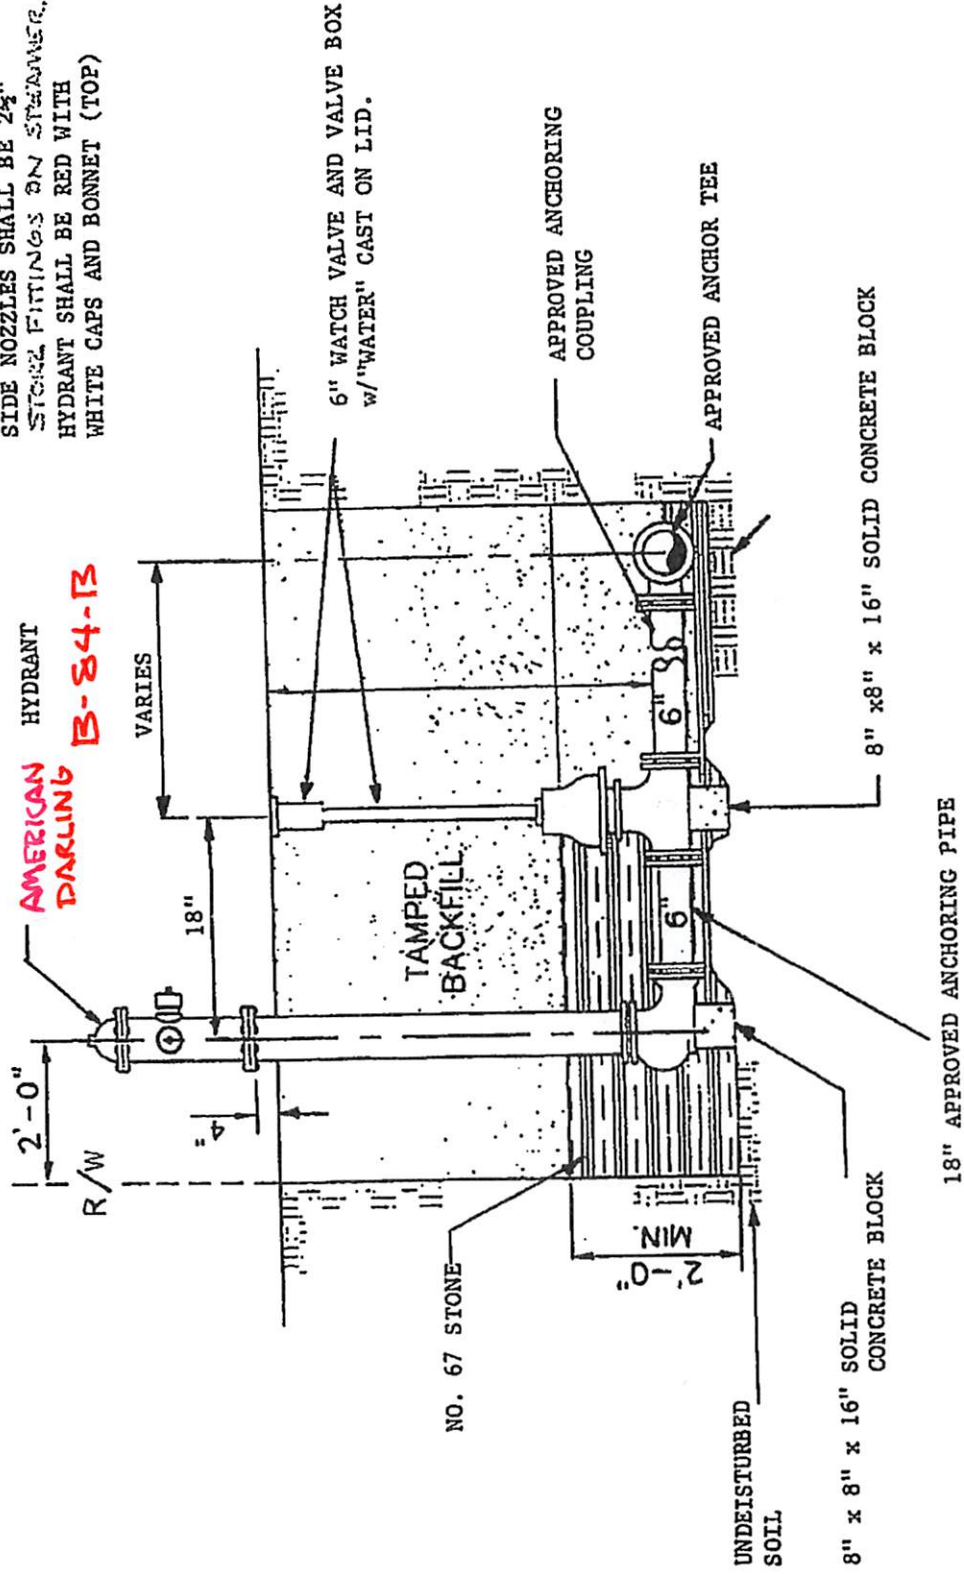 SIDE NOZZLES SHALL BE 2½"
STORZ FITTINGS ON STEAMER.
HYDRANT SHALL BE RED WITH
WHITE CAPS AND BONNET (TOP)
AMERICAN HYDRANT
DARLING B-84-B
2'-0"
R/W
VARIES
18"
4"
6" WATCH VALVE AND VALVE BOX
w/"WATER" CAST ON LID.
TAMPED
BACKFILL
APPROVED ANCHORING
COUPLING
APPROVED ANCHOR TEE
6"
6"
NO. 67 STONE
2'-0"
MIN.
UNDEISTURBED
SOIL
8" x 8" x 16" SOLID
CONCRETE BLOCK
18" APPROVED ANCHORING PIPE
8" x8" x 16" SOLID CONCRETE BLOCK